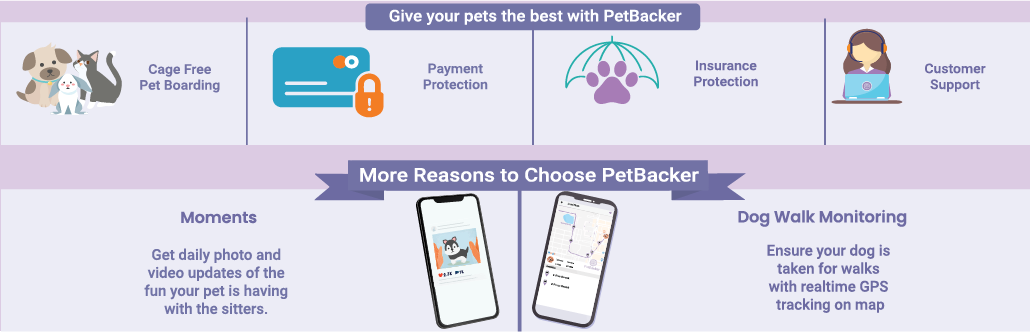 Give your pets the best with PetBacker
Cage Free
Pet Boarding
Payment
Protection
Insurance
Protection
Customer
Support
More Reasons to Choose PetBacker
Moments
Get daily photo and
video updates of the
fun your pet is having
with the sitters.
Dog Walk Monitoring
Ensure your dog is
taken for walks
with realtime GPS
tracking on map